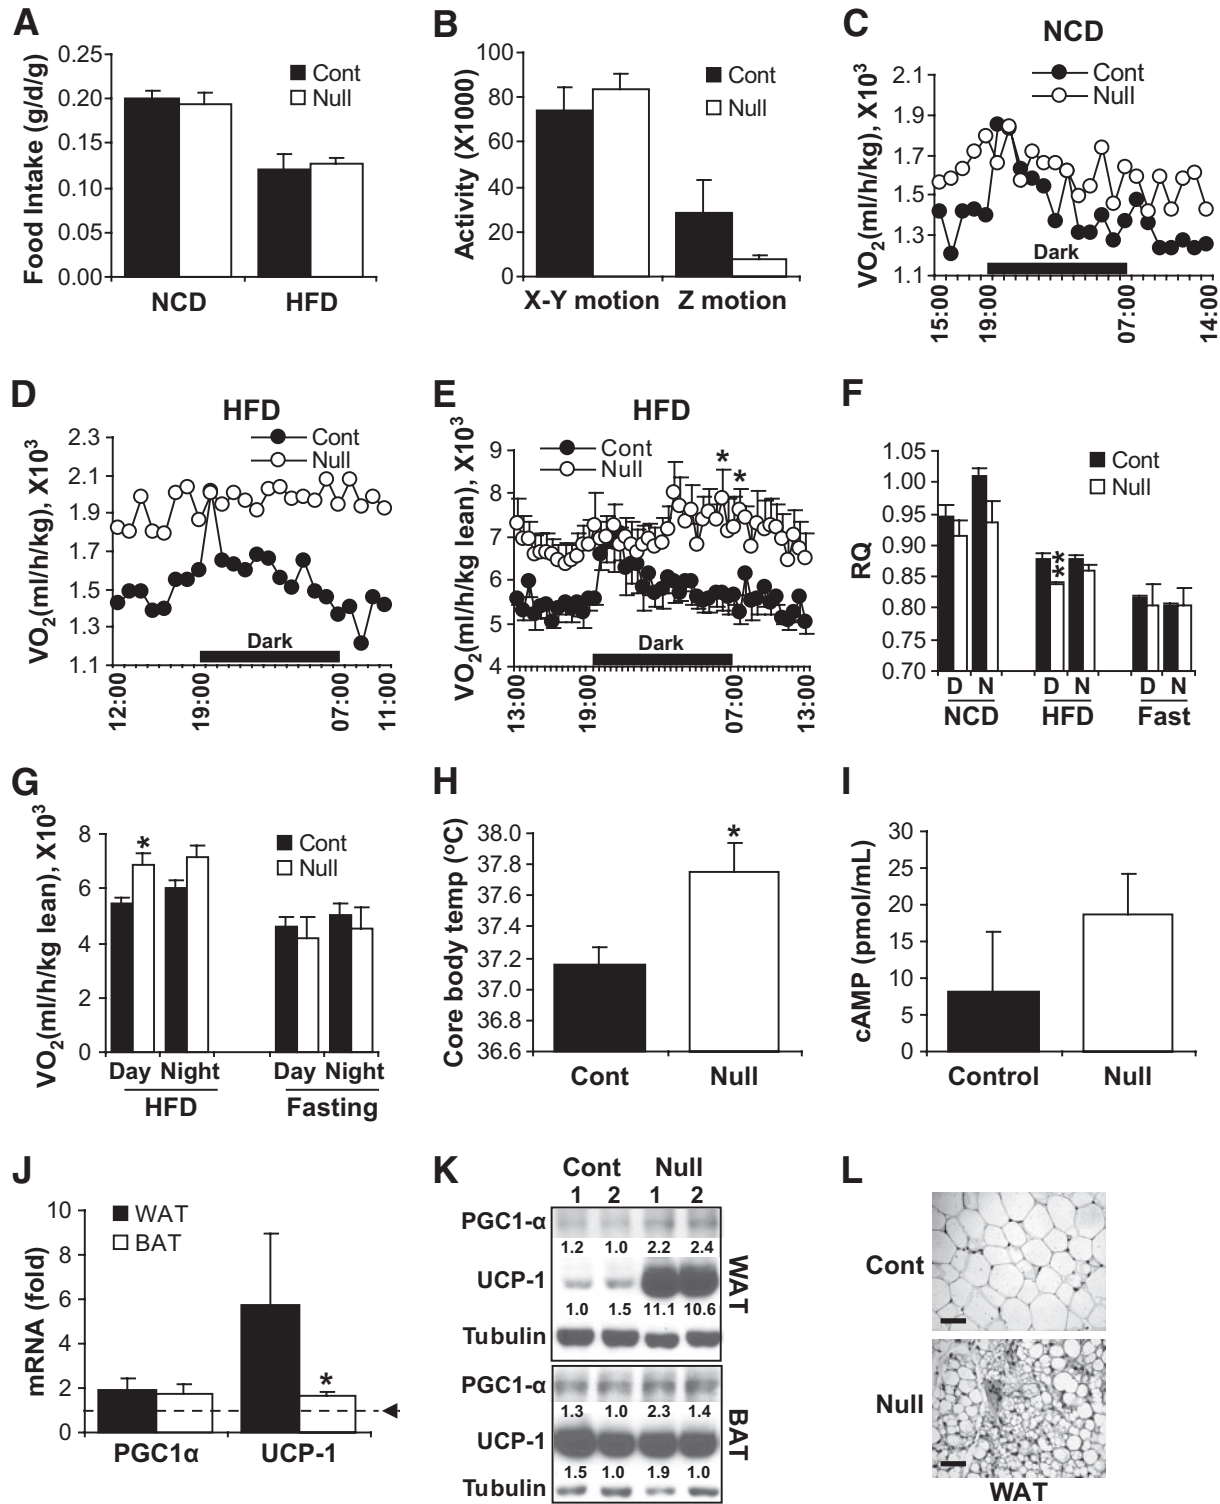 A
Food Intake (g/d/g)
0.25
0.20
0.15
0.10
0.05
0.00
Cont
Null
NCD HFD
B
Activity (X1000)
100
80
60
40
20
0
Cont
Null
X-Y motion Z motion
C
NCD
VO2(ml/h/kg), X103
2.1
1.9
1.7
1.5
1.3
1.1
Cont
Null
Dark
15:00 19:00 07:00 14:00
D
HFD
VO2(ml/h/kg), X103
2.3
2.1
1.9
1.7
1.5
1.3
1.1
Cont
Null
Dark
12:00 19:00 07:00 11:00
E
HFD
VO2(ml/h/kg lean), X103
9
8
7
6
5
4
Cont
Null
* *
Dark
13:00 19:00 07:00 13:00
F
RQ
1.05
1.00
0.95
0.90
0.85
0.80
0.75
0.70
Cont
Null
**
D N D N D N
NCD HFD Fast
G
VO2(ml/h/kg lean), X103
8
6
4
2
0
Cont
Null
*
Day Night Day Night
HFD Fasting
H
Core body temp (oC)
38.0
37.8
37.6
37.4
37.2
37.0
36.8
36.6
*
Cont Null
I
cAMP (pmol/mL)
30
25
20
15
10
5
0
Control Null
J
mRNA (fold)
10
8
6
4
2
0
WAT
BAT
*
PGC1α UCP-1
K
Cont Null
1 2 1 2
PGC1-α
1.2 1.0 2.2 2.4
UCP-1
1.0 1.5 11.1 10.6
Tubulin
WAT
PGC1-α
1.3 1.0 2.3 1.4
UCP-1
1.5 1.0 1.9 1.0
Tubulin
BAT
L
Cont
Null
WAT